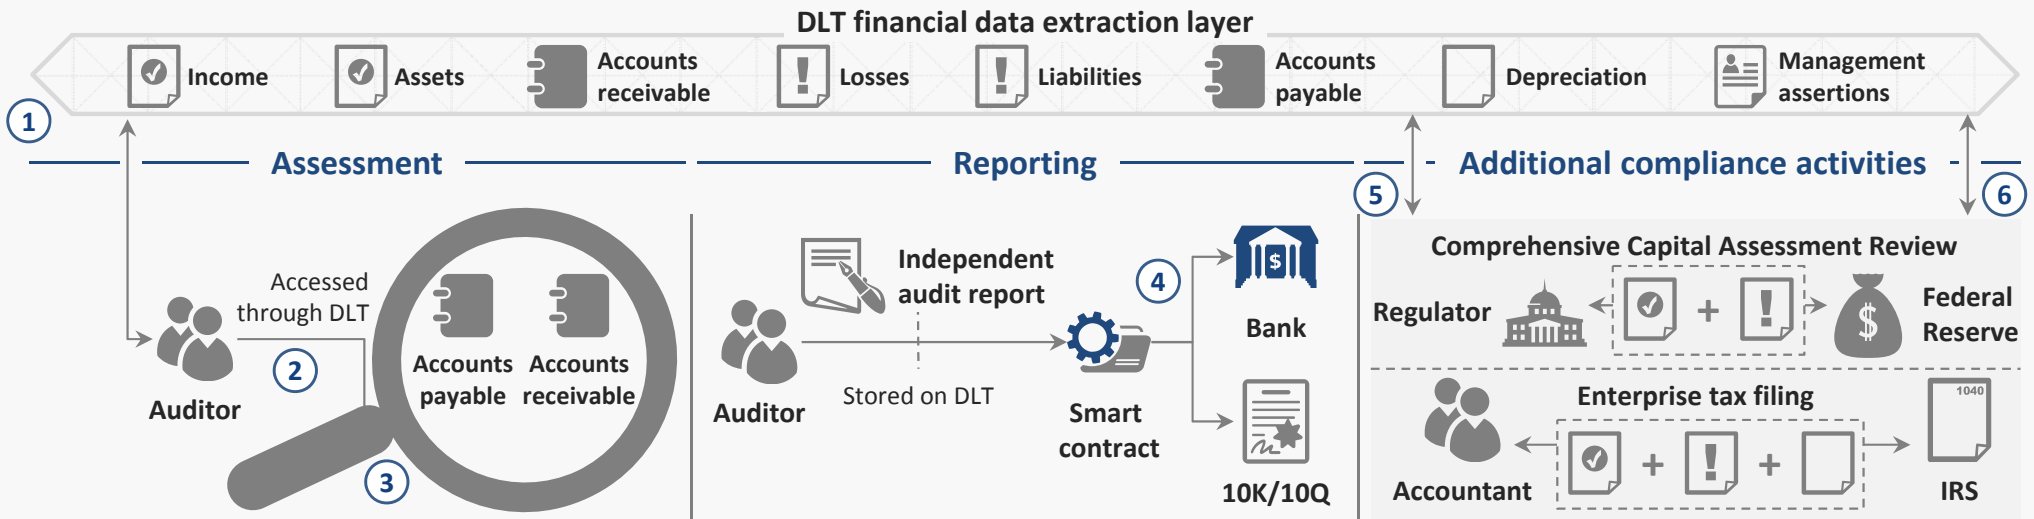 DLT financial data extraction layer
Income
Assets
Accounts
receivable
Losses
Liabilities
Accounts
payable
Depreciation
Management
assertions
1
Assessment
Accessed
through DLT
2
Auditor
Accounts
payable
Accounts
receivable
3
Reporting
Independent
audit report
Auditor
Stored on DLT
Smart
contract
4
$
Bank
10K/10Q
Additional compliance activities
5
6
Comprehensive Capital Assessment Review
Regulator
+
$
Federal
Reserve
Enterprise tax filing
Accountant
+
+
1040
IRS